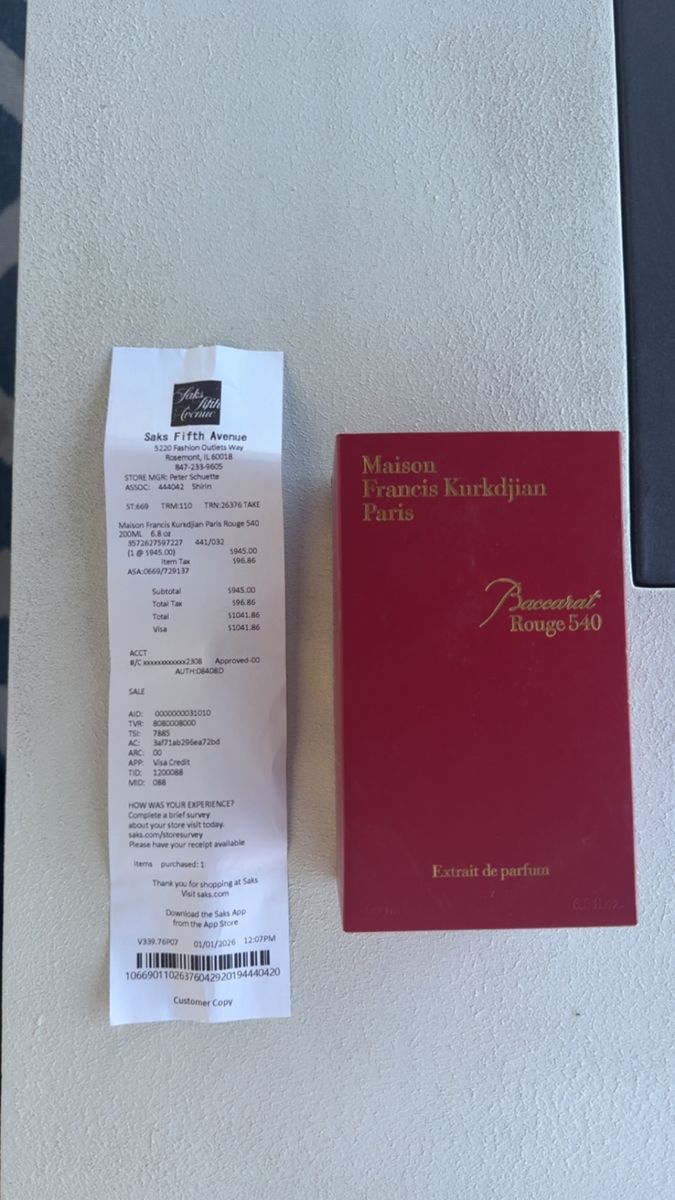 Saks
Fifth
Avenue
Saks Fifth Avenue
5220 Fashion Outlets Way
Rosemont, IL 60018
847-233-9605
STORE MGR: Peter Schuette
ASSOC: 444042 Shirin
ST:669 TRM:110 TRN:26376 TAKE
Maison Francis Kurkdjian Paris Rouge 540
200ML 6.8 oz
3572627597227 441/032
(1 @ $945.00) $945.00
Item Tax $96.86
ASA:0669/729137
Subtotal $945.00
Total Tax $96.86
Total $1041.86
Visa $1041.86
ACCT
#/C xxxxxxxxxxxx2308 Approved-00
AUTH:08408D
SALE
AID: 0000000031010
TVR: 8080008000
TSI: 7885
AC: 3af71ab296ea72bd
ARC: 00
APP: Visa Credit
TID: 1200088
MID: 088
HOW WAS YOUR EXPERIENCE?
Complete a brief survey
about your store visit today.
saks.com/storesurvey
Please have your receipt available
Items purchased: 1
Thank you for shopping at Saks
Visit saks.com
Download the Saks App
from the App Store
V339.76P07 01/01/2026 12:07PM
10669011026376042920194440420
Customer Copy
Maison
Francis Kurkdjian
Paris
Baccarat
Rouge 540
Extrait de parfum